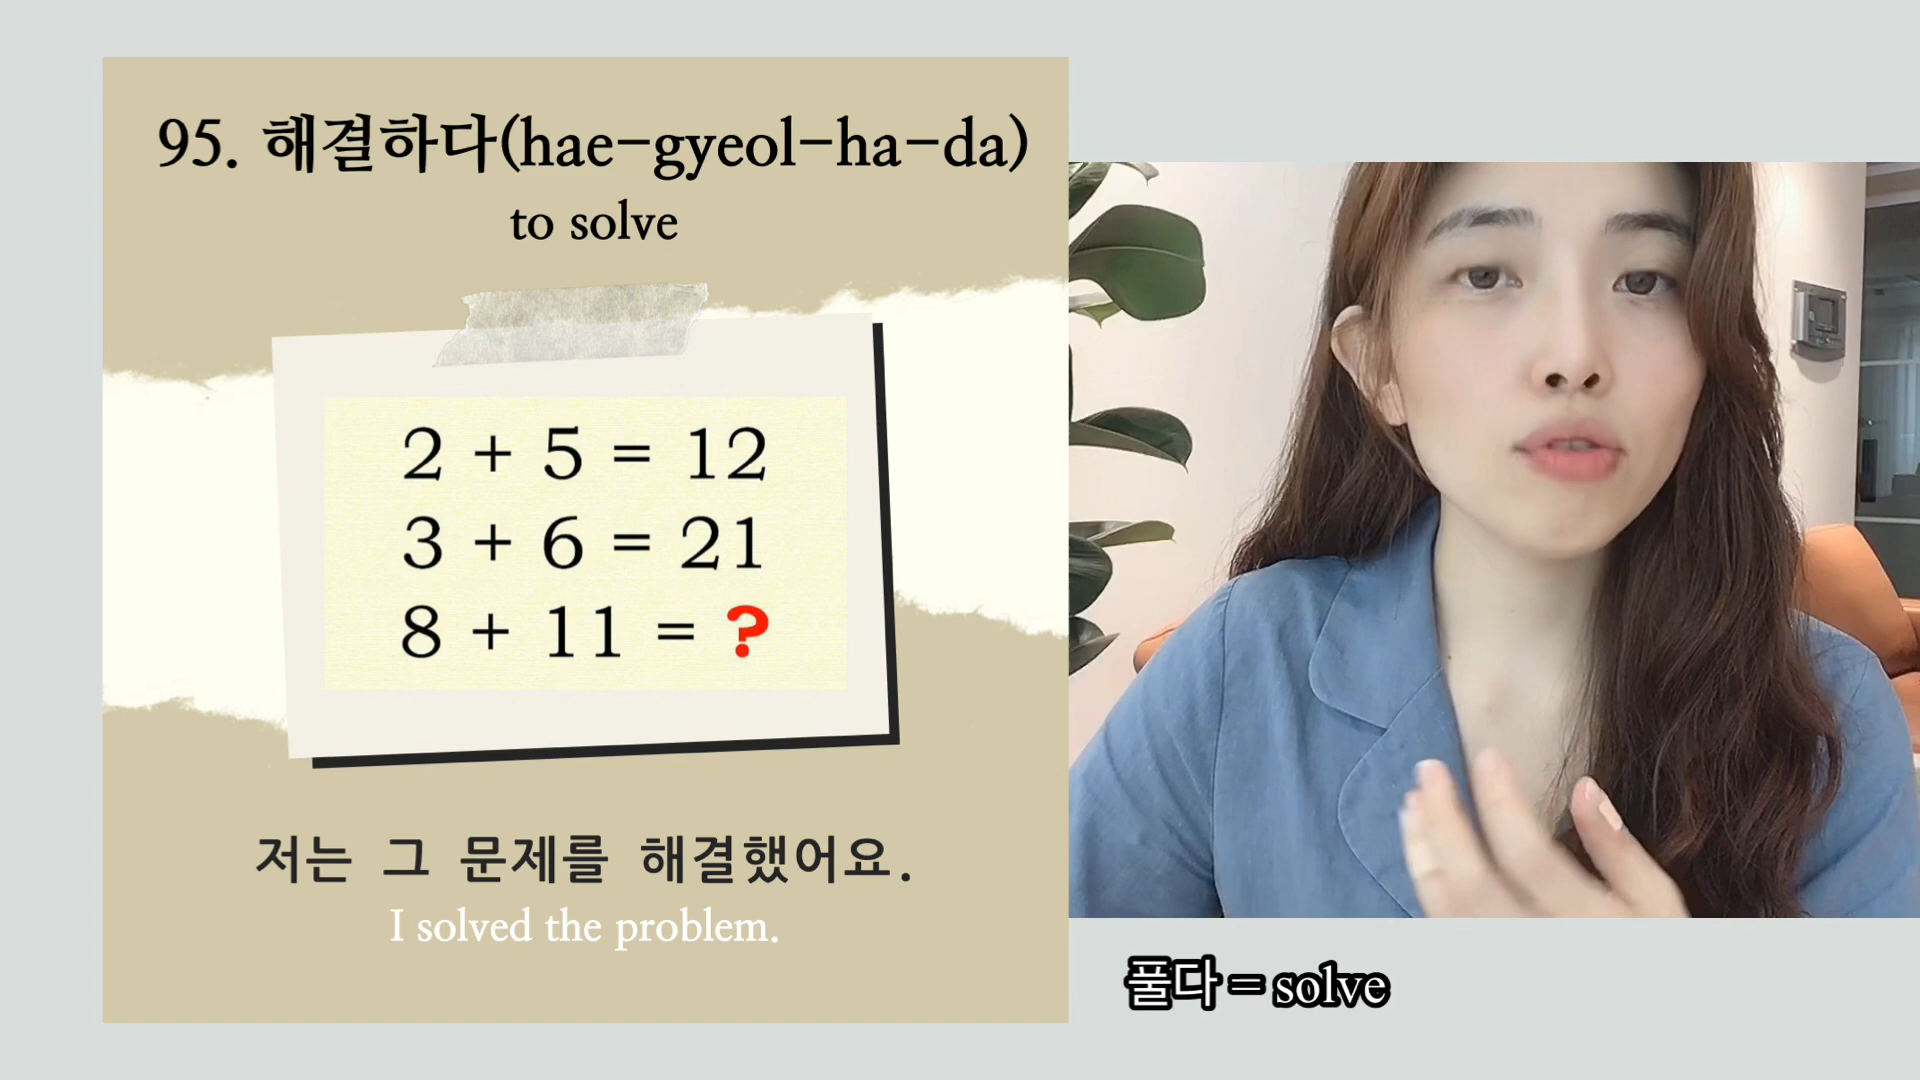 95. 해결하다(hae-gyeol-ha-da)
to solve
2 + 5 = 12
3 + 6 = 21
8 + 11 = ?
저는 그 문제를 해결했어요.
I solved the problem.
풀다 = solve